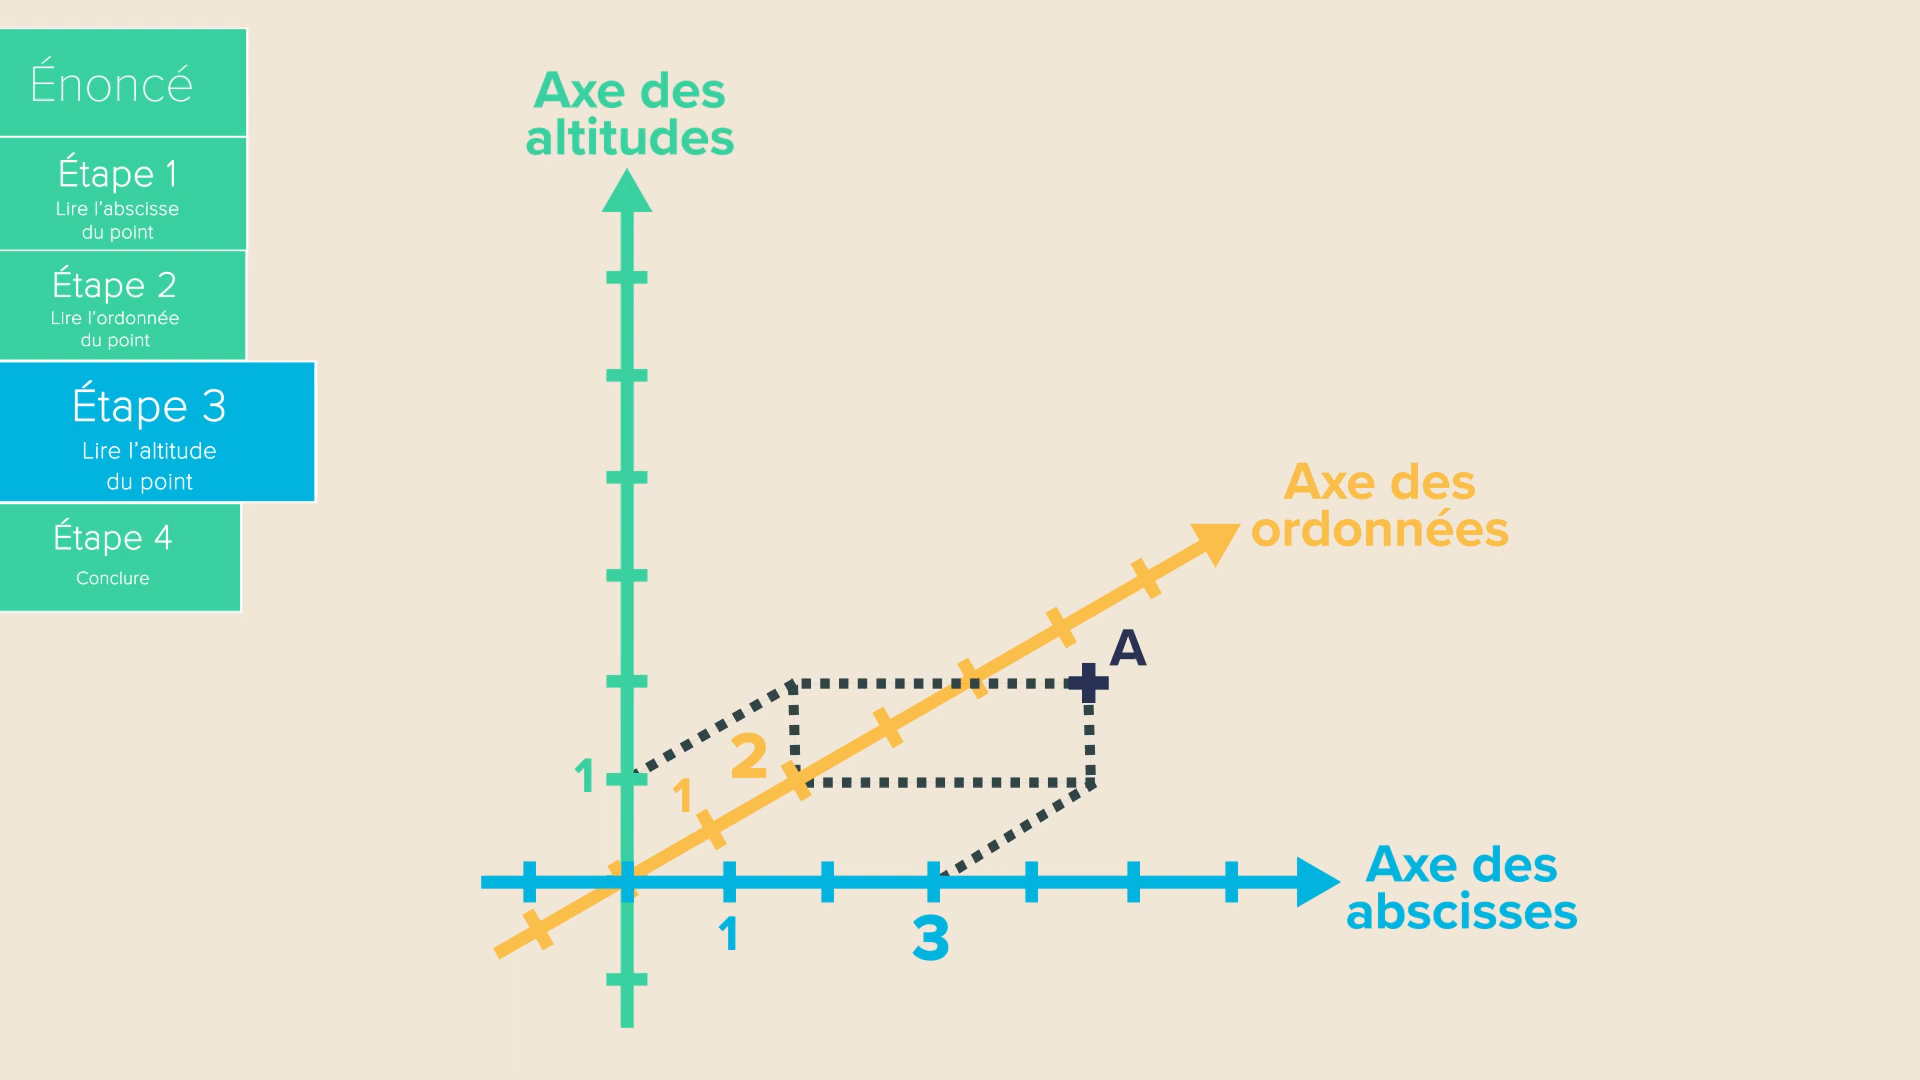 Énoncé
Étape 1
Lire l'abscisse
du point
Étape 2
Lire l'ordonnée
du point
Étape 3
Lire l'altitude
du point
Étape 4
Conclure
Axe des
altitudes
Axe des
ordonnées
A
2
1
1
Axe des
abscisses
1
3